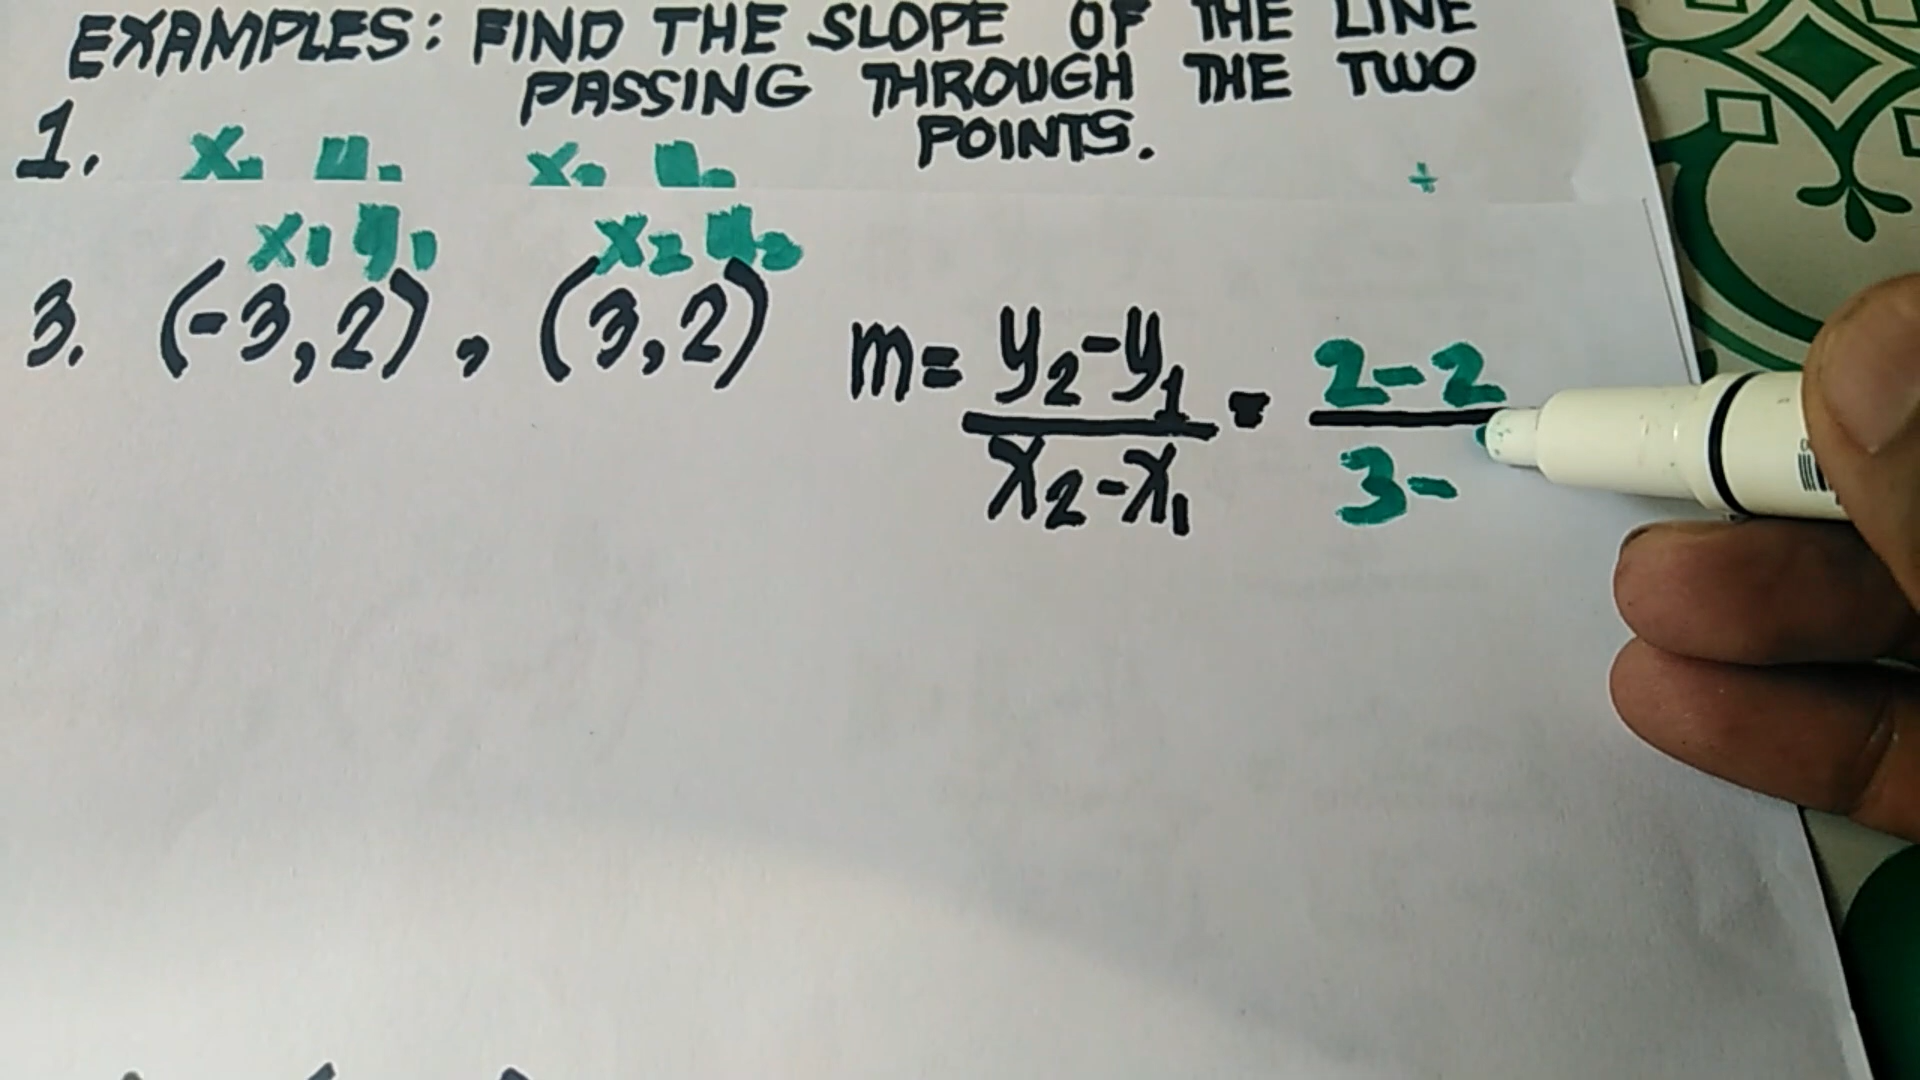 EXAMPLES: FIND THE SLOPE OF THE LINE
PASSING THROUGH THE TWO
POINTS.
1.
x₁ y₁ x₂ y₂
3. (-3,2), (3,2)
m= y₂-y₁ = 2-2
x₂-x₁ 3-